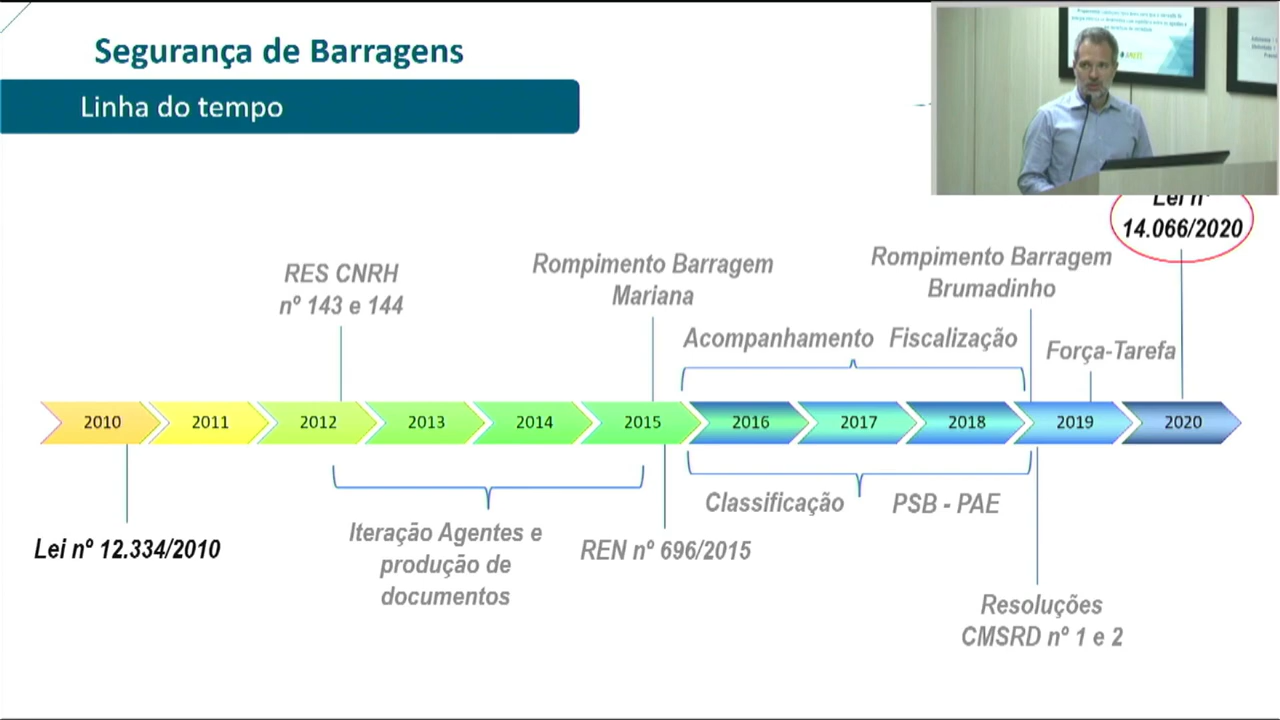 Segurança de Barragens
Linha do tempo
Lei nº
14.066/2020
RES CNRH
nº 143 e 144
Rompimento Barragem
Mariana
Rompimento Barragem
Brumadinho
Acompanhamento Fiscalização
Força-Tarefa
2010 2011 2012 2013 2014 2015 2016 2017 2018 2019 2020
Classificação PSB - PAE
Lei nº 12.334/2010
Iteração Agentes e
produção de
documentos
REN nº 696/2015
Resoluções
CMSRD nº 1 e 2